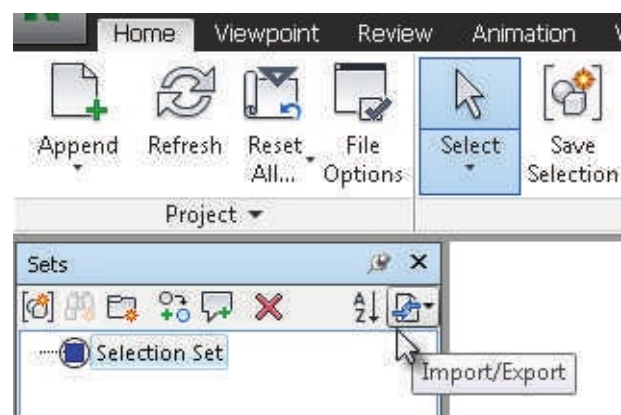 Home Viewpoint Review Animation
Append Refresh Reset All... File Options Select Save Selection
Project
Sets
Selection Set
Import/Export